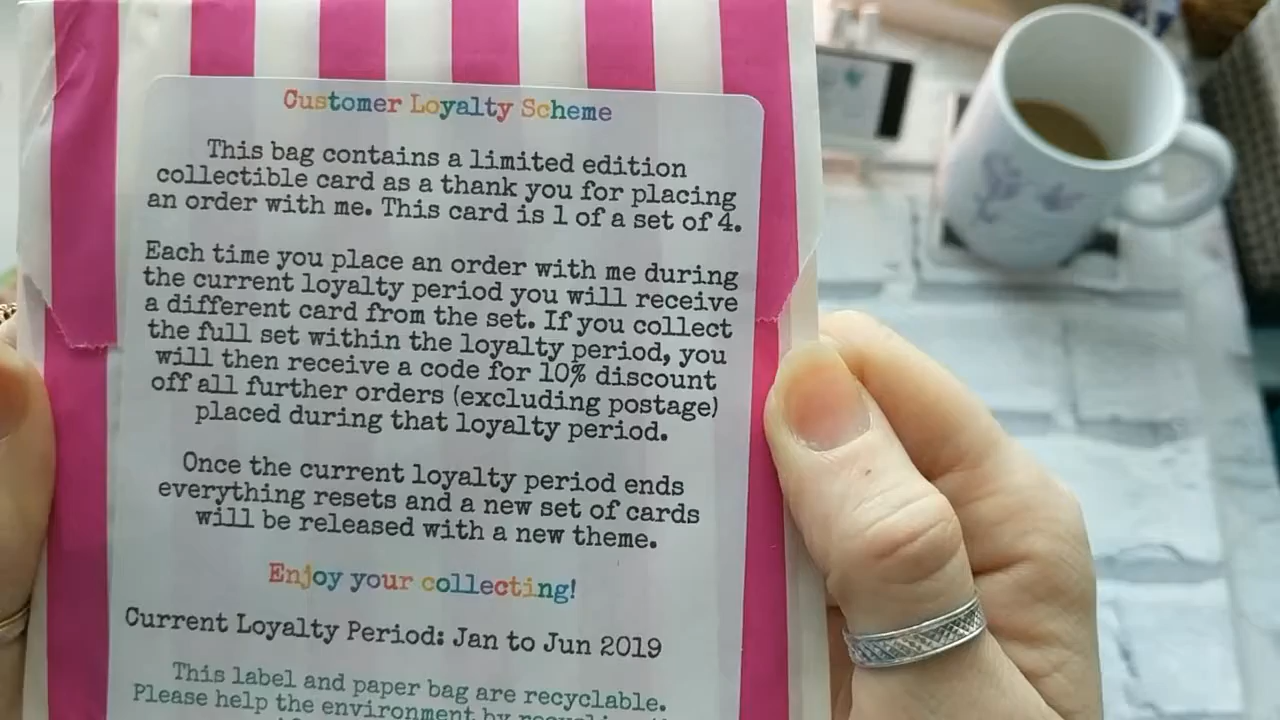 Customer Loyalty Scheme
This bag contains a limited edition
collectible card as a thank you for placing
an order with me. This card is 1 of a set of 4.
Each time you place an order with me during
the current loyalty period you will receive
a different card from the set. If you collect
the full set within the loyalty period, you
will then receive a code for 10% discount
off all further orders (excluding postage)
placed during that loyalty period.
Once the current loyalty period ends
everything resets and a new set of cards
will be released with a new theme.
Enjoy your collecting!
Current Loyalty Period: Jan to Jun 2019
This label and paper bag are recyclable.
Please help the environment by